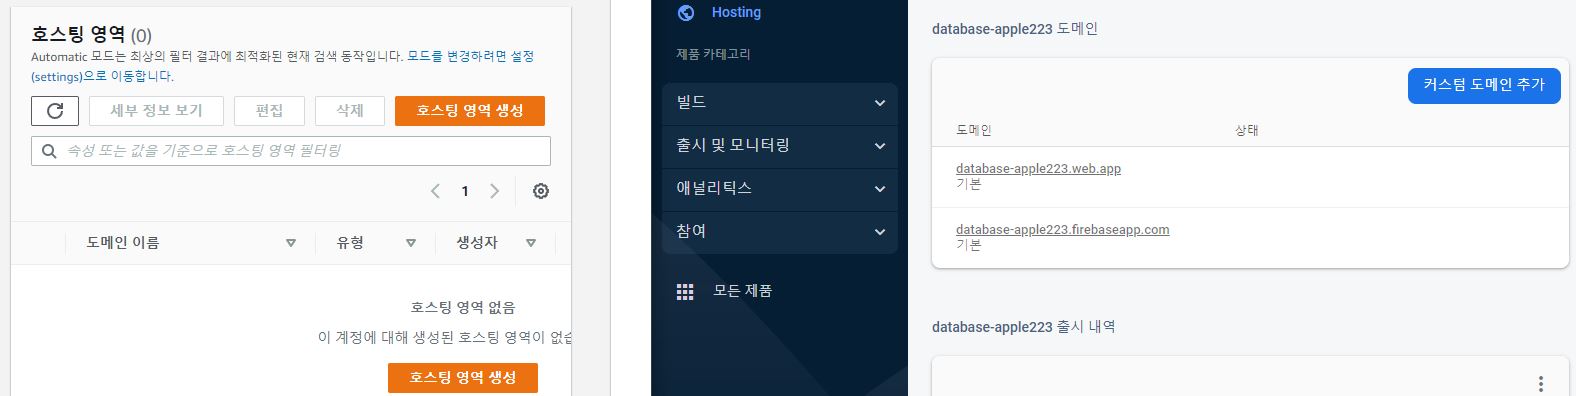 호스팅 영역 (0)
Automatic 모드는 최상의 필터 결과에 최적화된 현재 검색 동작입니다. 모드를 변경하려면 설정
(settings)으로 이동합니다.
세부 정보 보기
편집
삭제
호스팅 영역 생성
속성 또는 값을 기준으로 호스팅 영역 필터링
1
도메인 이름
유형
생성자
호스팅 영역 없음
이 계정에 대해 생성된 호스팅 영역이 없습
호스팅 영역 생성
Hosting
제품 카테고리
빌드
출시 및 모니터링
애널리틱스
참여
모든 제품
database-apple223 도메인
커스텀 도메인 추가
도메인
상태
database-apple223.web.app
기본
database-apple223.firebaseapp.com
기본
database-apple223 출시 내역